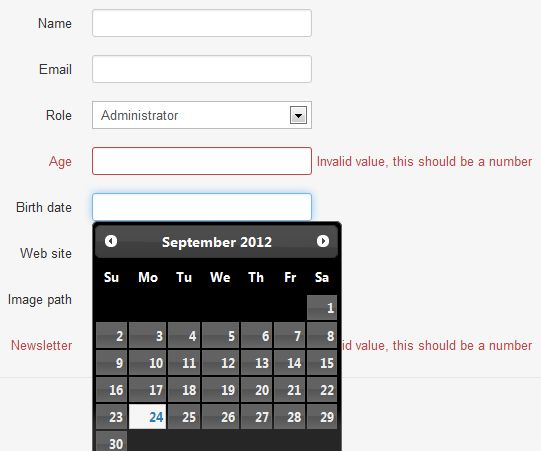 Name
Email
Role Administrator
Age Invalid value, this should be a number
Birth date
September 2012
Web site
Su Mo Tu We Th Fr Sa
Image path
1
2 3 4 5 6 7 8
Newsletter lid value, this should be a number
9 10 11 12 13 14 15
16 17 18 19 20 21 22
23 24 25 26 27 28 29
30